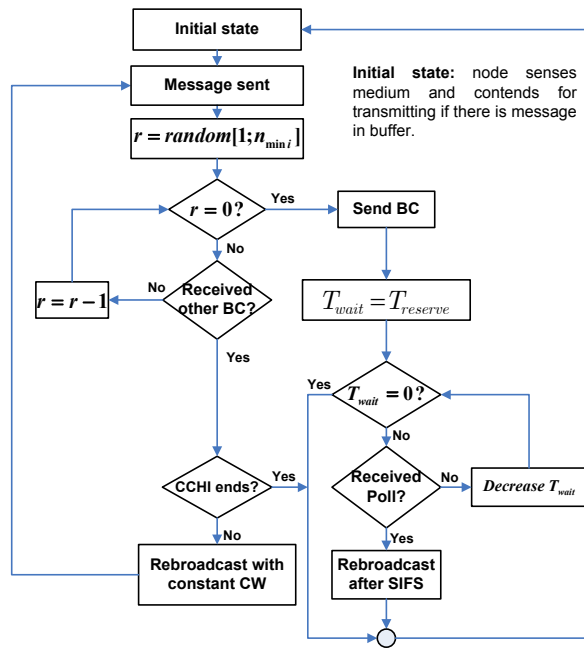 Initial state
Message sent
Initial state: node senses
medium and contends for
transmitting if there is message
in buffer.
r = random[1; n_min i]
r = 0?
Yes
Send BC
No
Received
other BC?
No
r = r − 1
T_wait = T_reserve
Yes
Yes
T_wait = 0?
No
CCHI ends?
Yes
Received
Poll?
No
Decrease T_wait
No
Yes
Rebroadcast with
constant CW
Rebroadcast
after SIFS